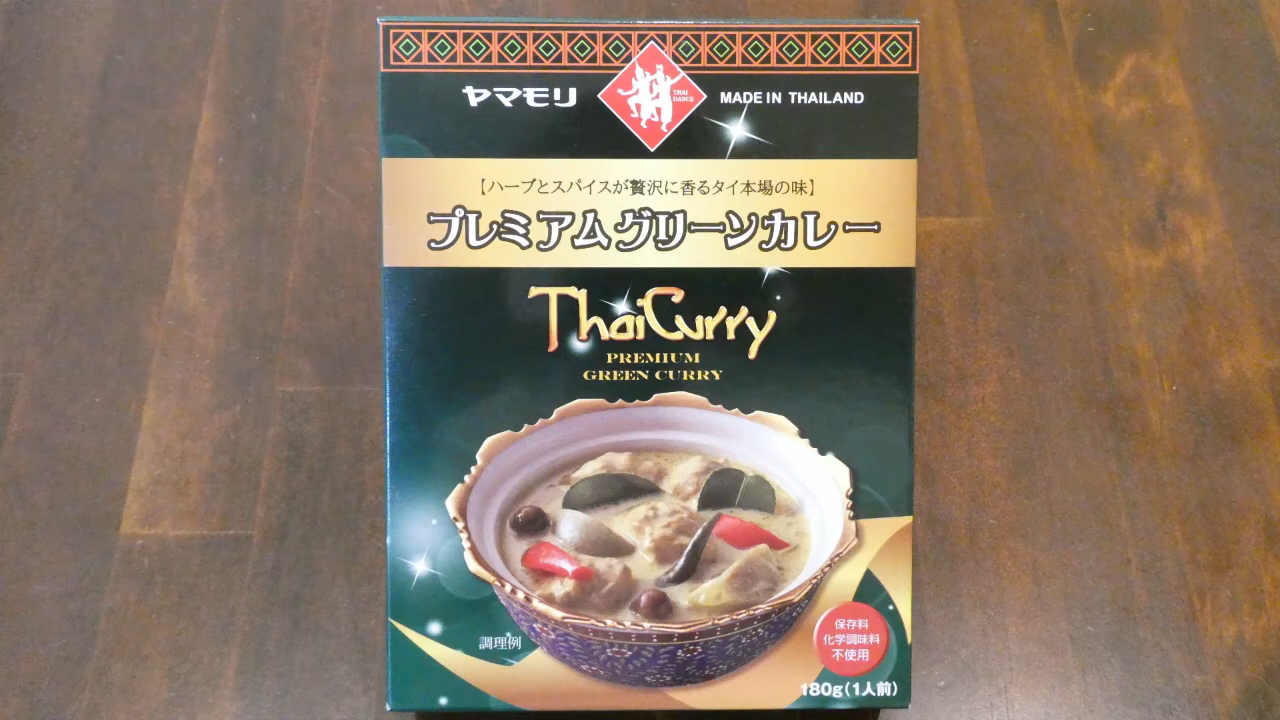 ヤマモリ
THAI
DANCE
MADE IN THAILAND
【ハーブとスパイスが贅沢に香るタイ本場の味】
プレミアムグリーンカレー
ThaiCurry
PREMIUM
GREEN CURRY
調理例
保存料
化学調味料
不使用
180g(1人前)